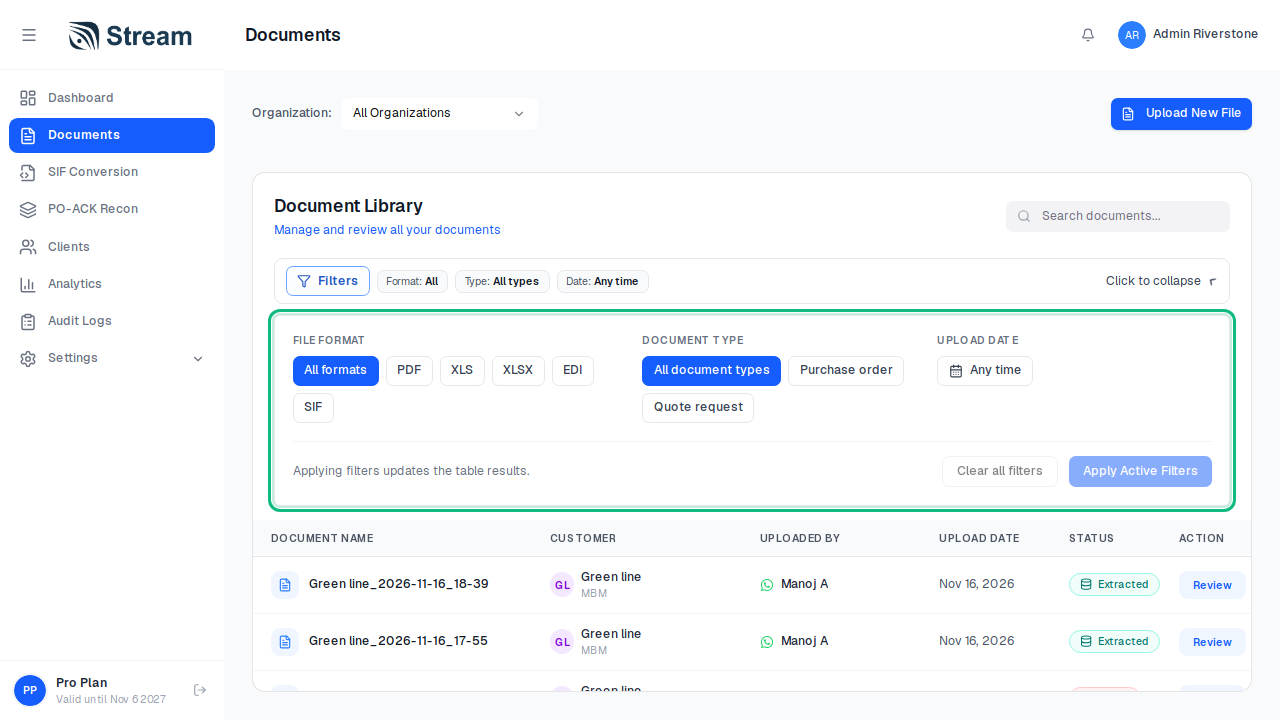 Stream
Documents
AR Admin Riverstone
Dashboard
Documents
SIF Conversion
PO-ACK Recon
Clients
Analytics
Audit Logs
Settings
PP Pro Plan
Valid until Nov 6 2027
Organization: All Organizations
Upload New File
Document Library
Manage and review all your documents
Search documents...
Filters Format: All Type: All types Date: Any time Click to collapse
FILE FORMAT DOCUMENT TYPE UPLOAD DATE
All formats PDF XLS XLSX EDI All document types Purchase order Any time
SIF Quote request
Applying filters updates the table results. Clear all filters Apply Active Filters
DOCUMENT NAME CUSTOMER UPLOADED BY UPLOAD DATE STATUS ACTION
Green line_2026-11-16_18-39 GL Green line Manoj A Nov 16, 2026 Extracted Review
MBM
Green line_2026-11-16_17-55 GL Green line Manoj A Nov 16, 2026 Extracted Review
MBM
Green line